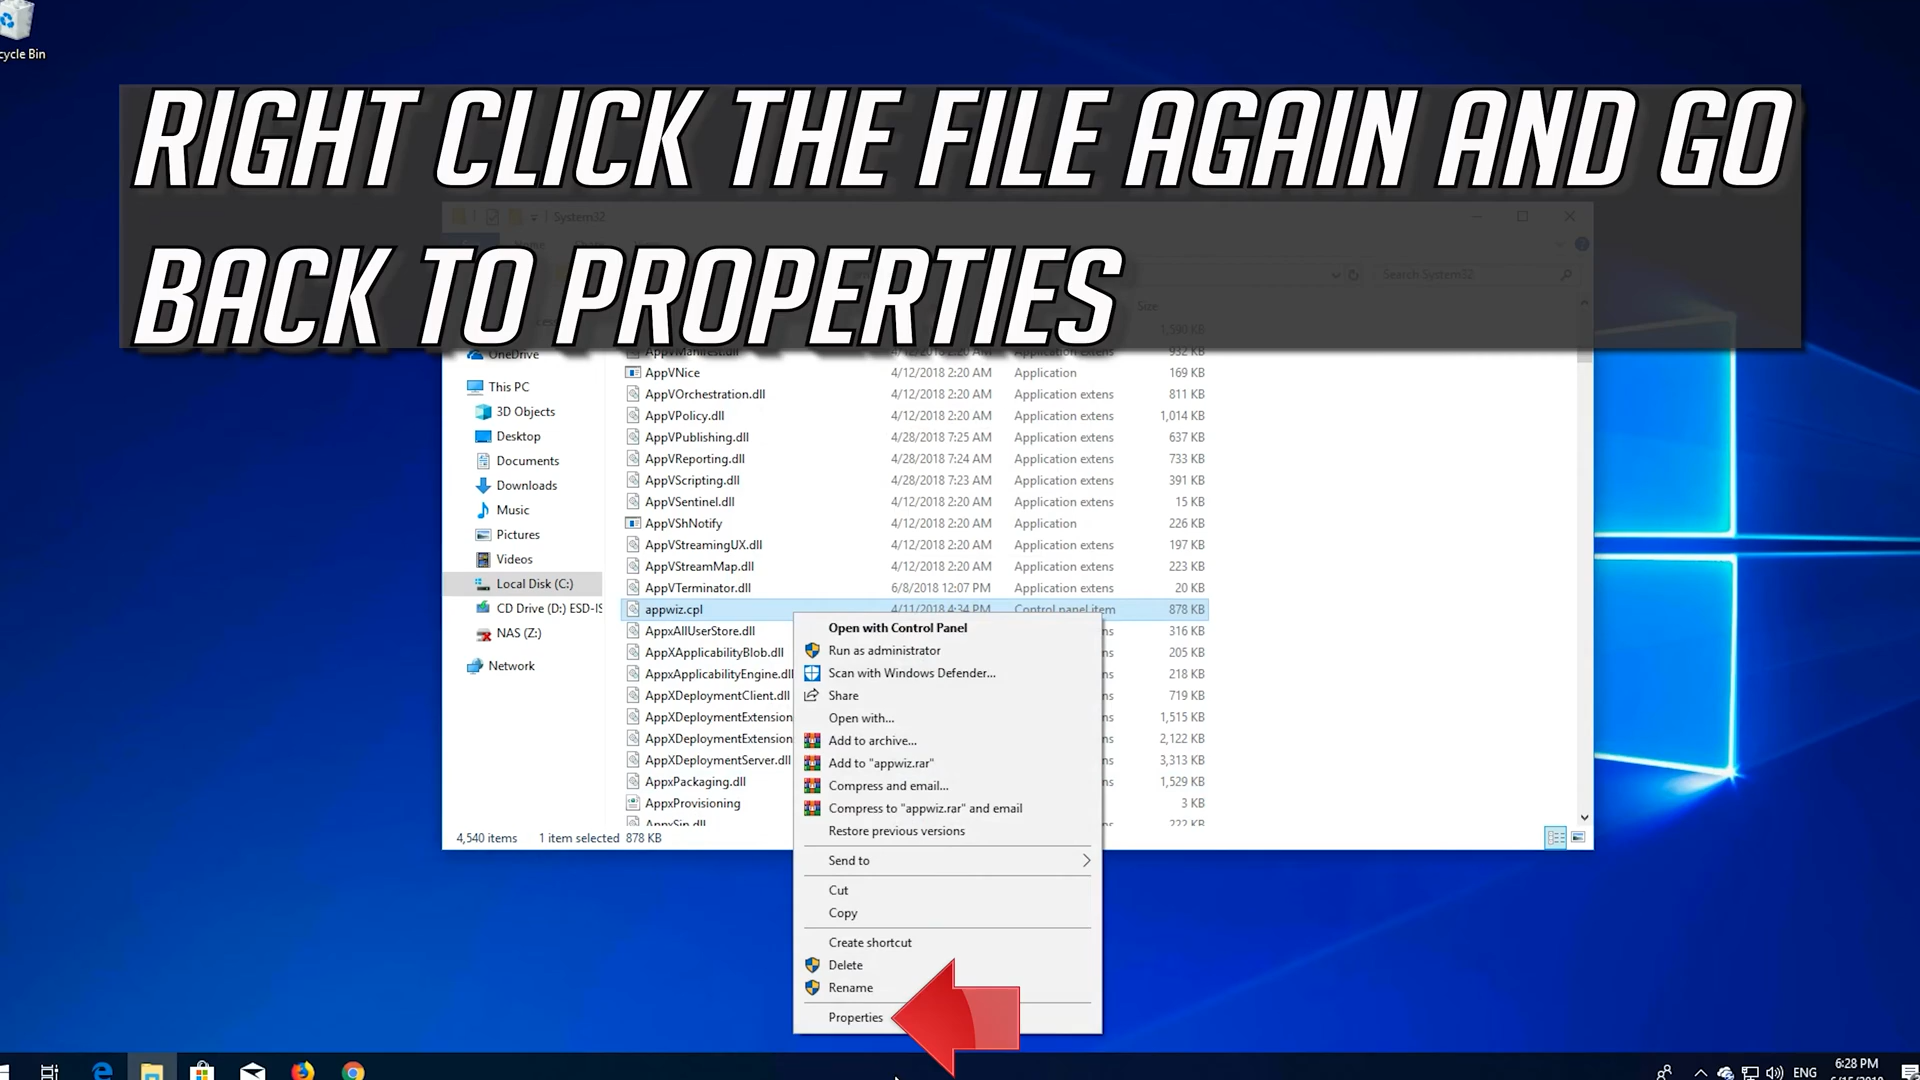 cycle Bin
RIGHT CLICK THE FILE AGAIN AND GO
BACK TO PROPERTIES
System32
Search System32
Size
1,590 KB
OneDrive
AppVManifest.dll 4/12/2018 2:20 AM Application extens 932 KB
This PC
3D Objects
Desktop
Documents
Downloads
Music
Pictures
Videos
Local Disk (C:)
CD Drive (D:) ESD-IS
NAS (Z:)
Network
AppVNice 4/12/2018 2:20 AM Application 169 KB
AppVOrchestration.dll 4/12/2018 2:20 AM Application extens 811 KB
AppVPolicy.dll 4/12/2018 2:20 AM Application extens 1,014 KB
AppVPublishing.dll 4/28/2018 7:25 AM Application extens 637 KB
AppVReporting.dll 4/28/2018 7:24 AM Application extens 733 KB
AppVScripting.dll 4/28/2018 7:23 AM Application extens 391 KB
AppVSentinel.dll 4/12/2018 2:20 AM Application extens 15 KB
AppVShNotify 4/12/2018 2:20 AM Application 226 KB
AppVStreamingUX.dll 4/12/2018 2:20 AM Application extens 197 KB
AppVStreamMap.dll 4/12/2018 2:20 AM Application extens 223 KB
AppVTerminator.dll 6/8/2018 12:07 PM Application extens 20 KB
appwiz.cpl 4/11/2018 4:34 PM Control panel item 878 KB
AppxAllUserStore.dll ns 316 KB
AppXApplicabilityBlob.dll ns 205 KB
AppxApplicabilityEngine.dll ns 218 KB
AppXDeploymentClient.dll ns 719 KB
AppXDeploymentExtension ns 1,515 KB
AppXDeploymentExtension ns 2,122 KB
AppXDeploymentServer.dll ns 3,313 KB
AppxPackaging.dll ns 1,529 KB
AppxProvisioning 3 KB
AppxSip.dll ns 222 KB
4,540 items 1 item selected 878 KB
Open with Control Panel
Run as administrator
Scan with Windows Defender...
Share
Open with...
Add to archive...
Add to "appwiz.rar"
Compress and email...
Compress to "appwiz.rar" and email
Restore previous versions
Send to
Cut
Copy
Create shortcut
Delete
Rename
Properties
ENG
6:28 PM
6/15/2018